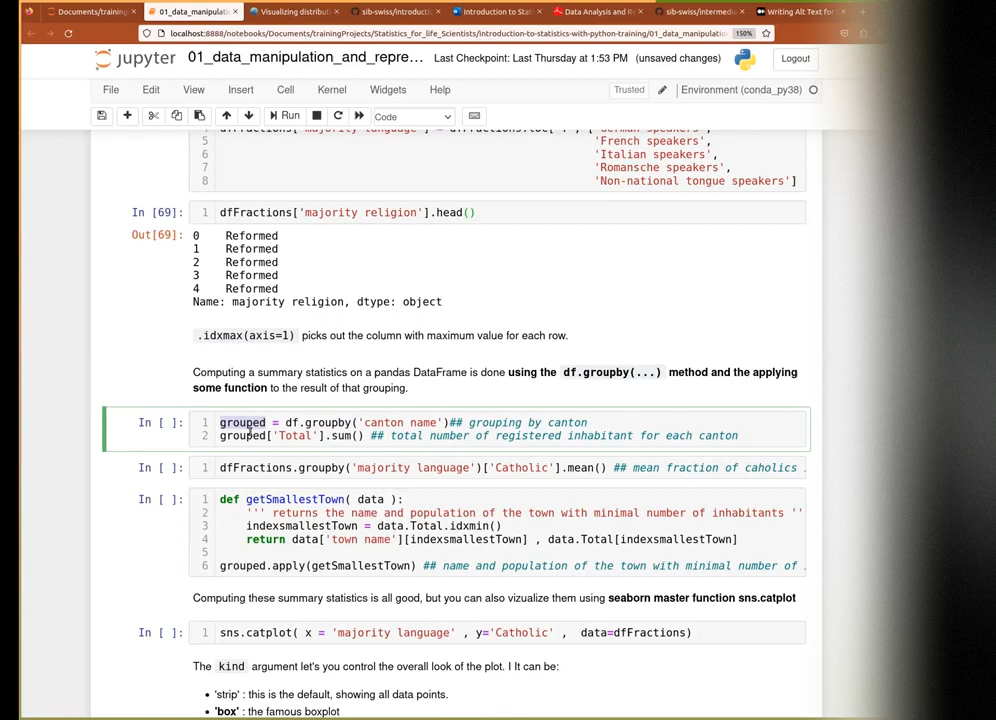 Documents/training
01_data_manipulati
Visualizing distribut
sib-swiss/introductic
Introduction to Stat
Data Analysis and Re
sib-swiss/intermedi
Writing Alt Text for
localhost:8888/notebooks/Documents/trainingProjects/Statistics_for_life_Scientists/introduction-to-statistics-with-python-training/01_data_manipulatio
150%
jupyter 01_data_manipulation_and_repre... Last Checkpoint: Last Thursday at 1:53 PM (unsaved changes)
Logout
File Edit View Insert Cell Kernel Widgets Help
Trusted
Environment (conda_py38)
Run
Code
5 'French speakers',
6 'Italian speakers',
7 'Romansche speakers',
8 'Non-national tongue speakers']
In [69]: 1 dfFractions['majority religion'].head()
Out[69]: 0 Reformed
1 Reformed
2 Reformed
3 Reformed
4 Reformed
Name: majority religion, dtype: object
.idxmax(axis=1) picks out the column with maximum value for each row.
Computing a summary statistics on a pandas DataFrame is done using the df.groupby(...) method and the applying
some function to the result of that grouping.
In [ ]: 1 grouped = df.groupby('canton name')## grouping by canton
2 grouped['Total'].sum() ## total number of registered inhabitant for each canton
In [ ]: 1 dfFractions.groupby('majority language')['Catholic'].mean() ## mean fraction of caholics
In [ ]: 1 def getSmallestTown( data ):
2 ''' returns the name and population of the town with minimal number of inhabitants ''
3 indexsmallestTown = data.Total.idxmin()
4 return data['town name'][indexsmallestTown] , data.Total[indexsmallestTown]
5
6 grouped.apply(getSmallestTown) ## name and population of the town with minimal number of
Computing these summary statistics is all good, but you can also vizualize them using seaborn master function sns.catplot
In [ ]: 1 sns.catplot( x = 'majority language' , y='Catholic' , data=dfFractions)
The kind argument let's you control the overall look of the plot. I It can be:
• 'strip' : this is the default, showing all data points.
• 'box' : the famous boxplot